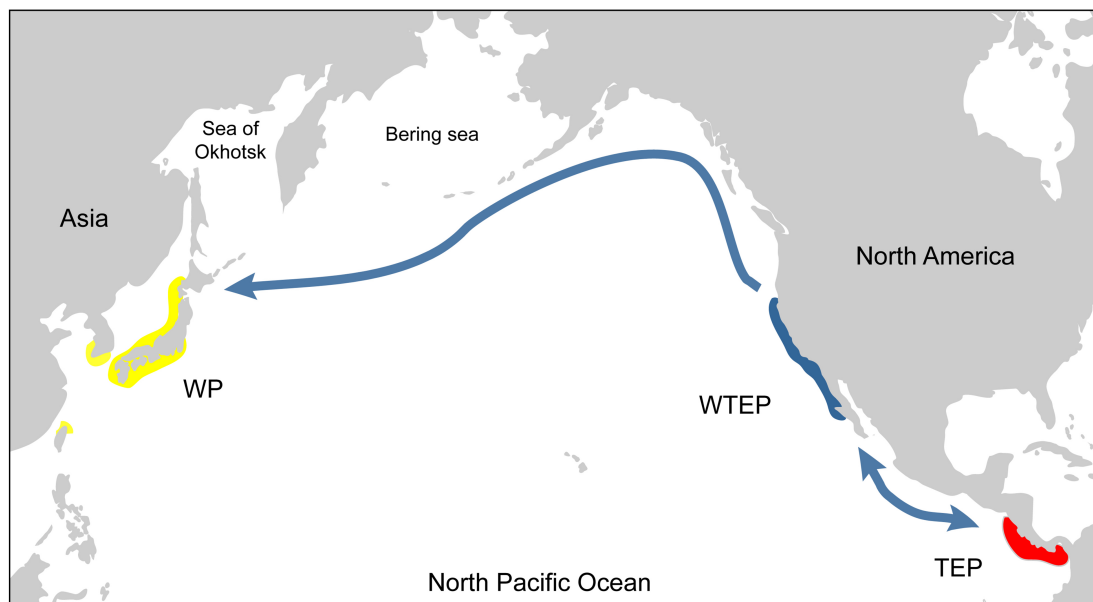 Sea of
Okhotsk
Bering sea
Asia
North America
WP
WTEP
TEP
North Pacific Ocean